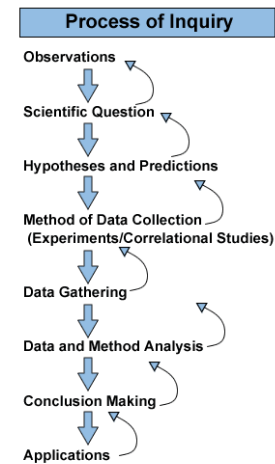 Process of Inquiry
Observations
Scientific Question
Hypotheses and Predictions
Method of Data Collection
(Experiments/Correlational Studies)
Data Gathering
Data and Method Analysis
Conclusion Making
Applications